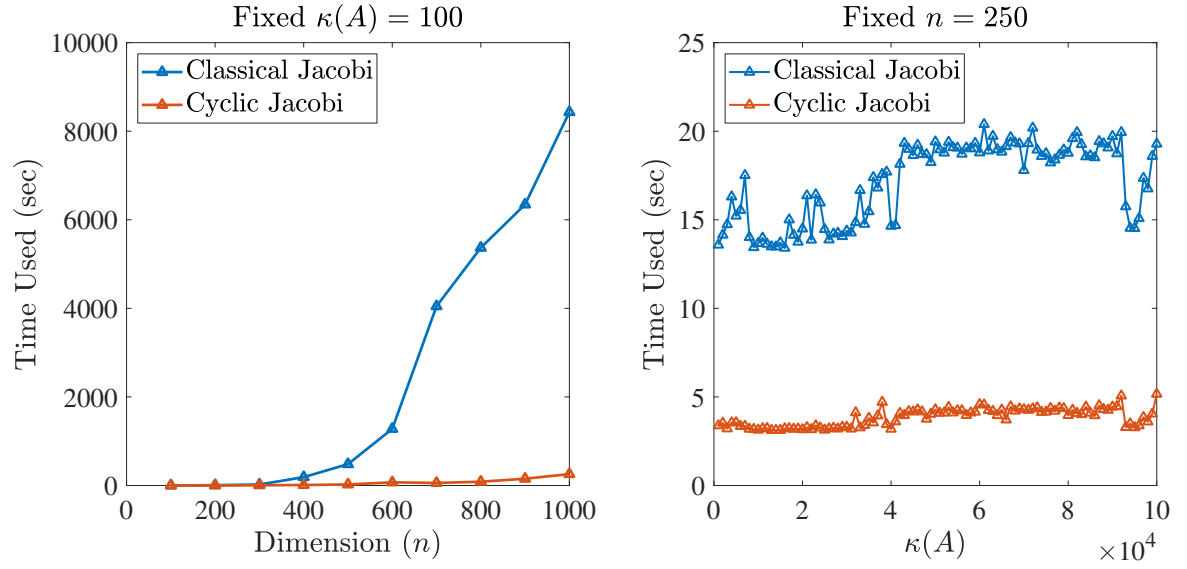 Fixed κ(A) = 100
10000
8000
6000
4000
2000
0
0
200
400
600
800
1000
Time Used (sec)
Dimension (n)
Classical Jacobi
Cyclic Jacobi
Fixed n = 250
25
20
15
10
5
0
0
2
4
6
8
10
×10⁴
Time Used (sec)
κ(A)
Classical Jacobi
Cyclic Jacobi